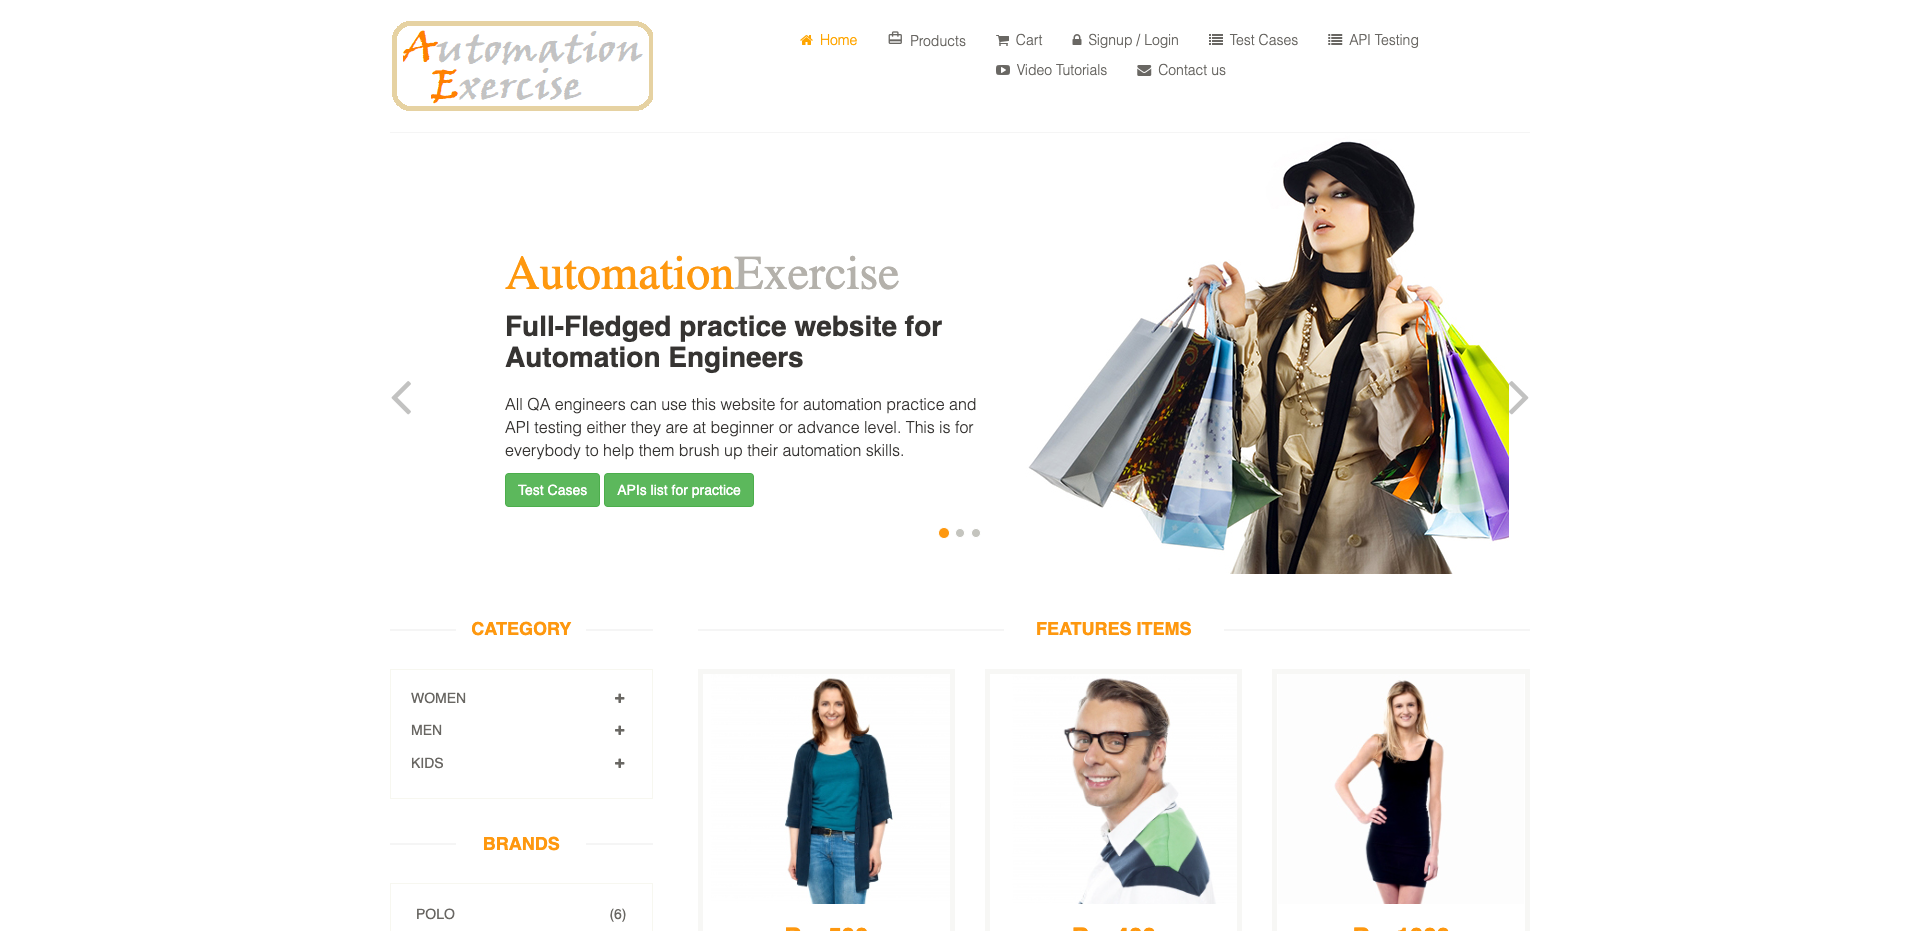 Automation
Exercise
Home
Products
Cart
Signup / Login
Test Cases
API Testing
Video Tutorials
Contact us
AutomationExercise
Full-Fledged practice website for
Automation Engineers
All QA engineers can use this website for automation practice and
API testing either they are at beginner or advance level. This is for
everybody to help them brush up their automation skills.
Test Cases
APIs list for practice
CATEGORY
WOMEN
MEN
KIDS
BRANDS
POLO (6)
FEATURES ITEMS